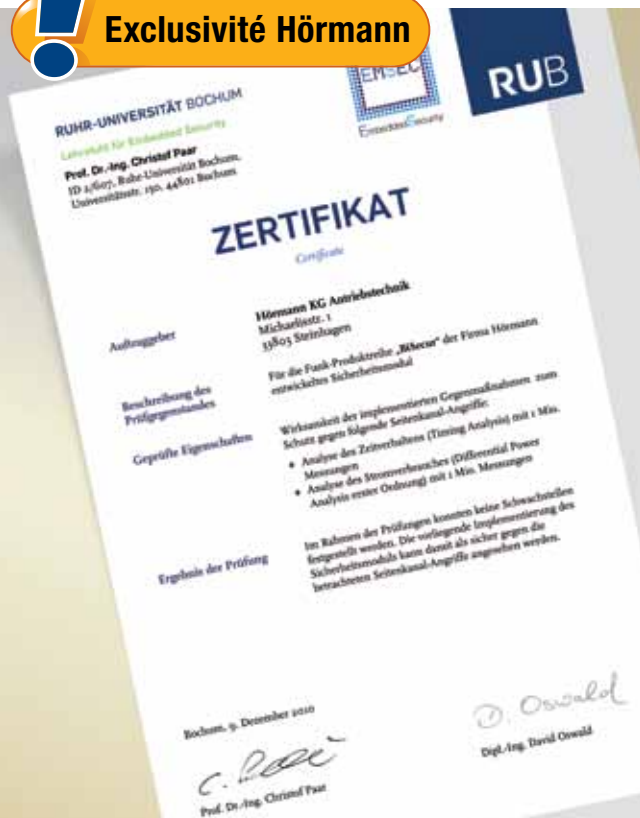 Exclusivité Hörmann
RUHR-UNIVERSITÄT BOCHUM
Lehrstuhl für Embedded Security
Prof. Dr.-Ing. Christof Paar
ID 2/607, Ruhr-Universität Bochum,
Universitätsstr. 150, 44801 Bochum
EMSEC
Embedded Security
RUB
ZERTIFIKAT
Certificate
Auftraggeber
Hörmann KG Antriebstechnik
Michaelisstr. 1
33803 Steinhagen
Beschreibung des
Prüfgegenstandes
Für die Funk-Produktreihe „BiSecur“ der Firma Hörmann
entwickeltes Sicherheitsmodul
Geprüfte Eigenschaften
Wirksamkeit der implementierten Gegenmaßnahmen zum
Schutz gegen folgende Seitenkanal-Angriffe:
• Analyse des Zeitverhaltens (Timing Analysis) mit 1 Mio.
Messungen
• Analyse des Stromverbrauches (Differential Power
Analysis erster Ordnung) mit 1 Mio. Messungen
Ergebnis der Prüfung
Im Rahmen der Prüfungen konnten keine Schwachstellen
festgestellt werden. Die vorliegende Implementierung des
Sicherheitsmoduls kann damit als sicher gegen die
betrachteten Seitenkanal-Angriffe angesehen werden.
Bochum, 9. Dezember 2010
C. Paar
Prof. Dr.-Ing. Christof Paar
D. Oswald
Dipl.-Ing. David Oswald